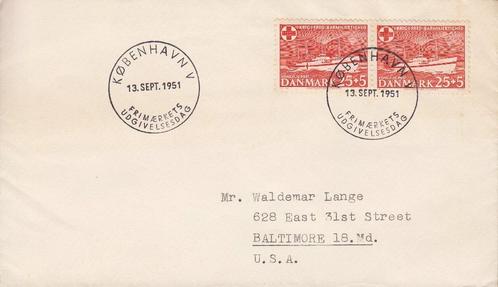 KØBENHAVN V
13. SEPT. 1951
FRIMÆRKETS
UDGIVELSESDAG
DANMARK 25+5
DANMARK 25+5
KØBENHAVN V
13. SEPT. 1951
FRIMÆRKETS
UDGIVELSESDAG
Mr. Waldemar Lange
628 East 31st Street
BALTIMORE 18.Md.
U.S.A.